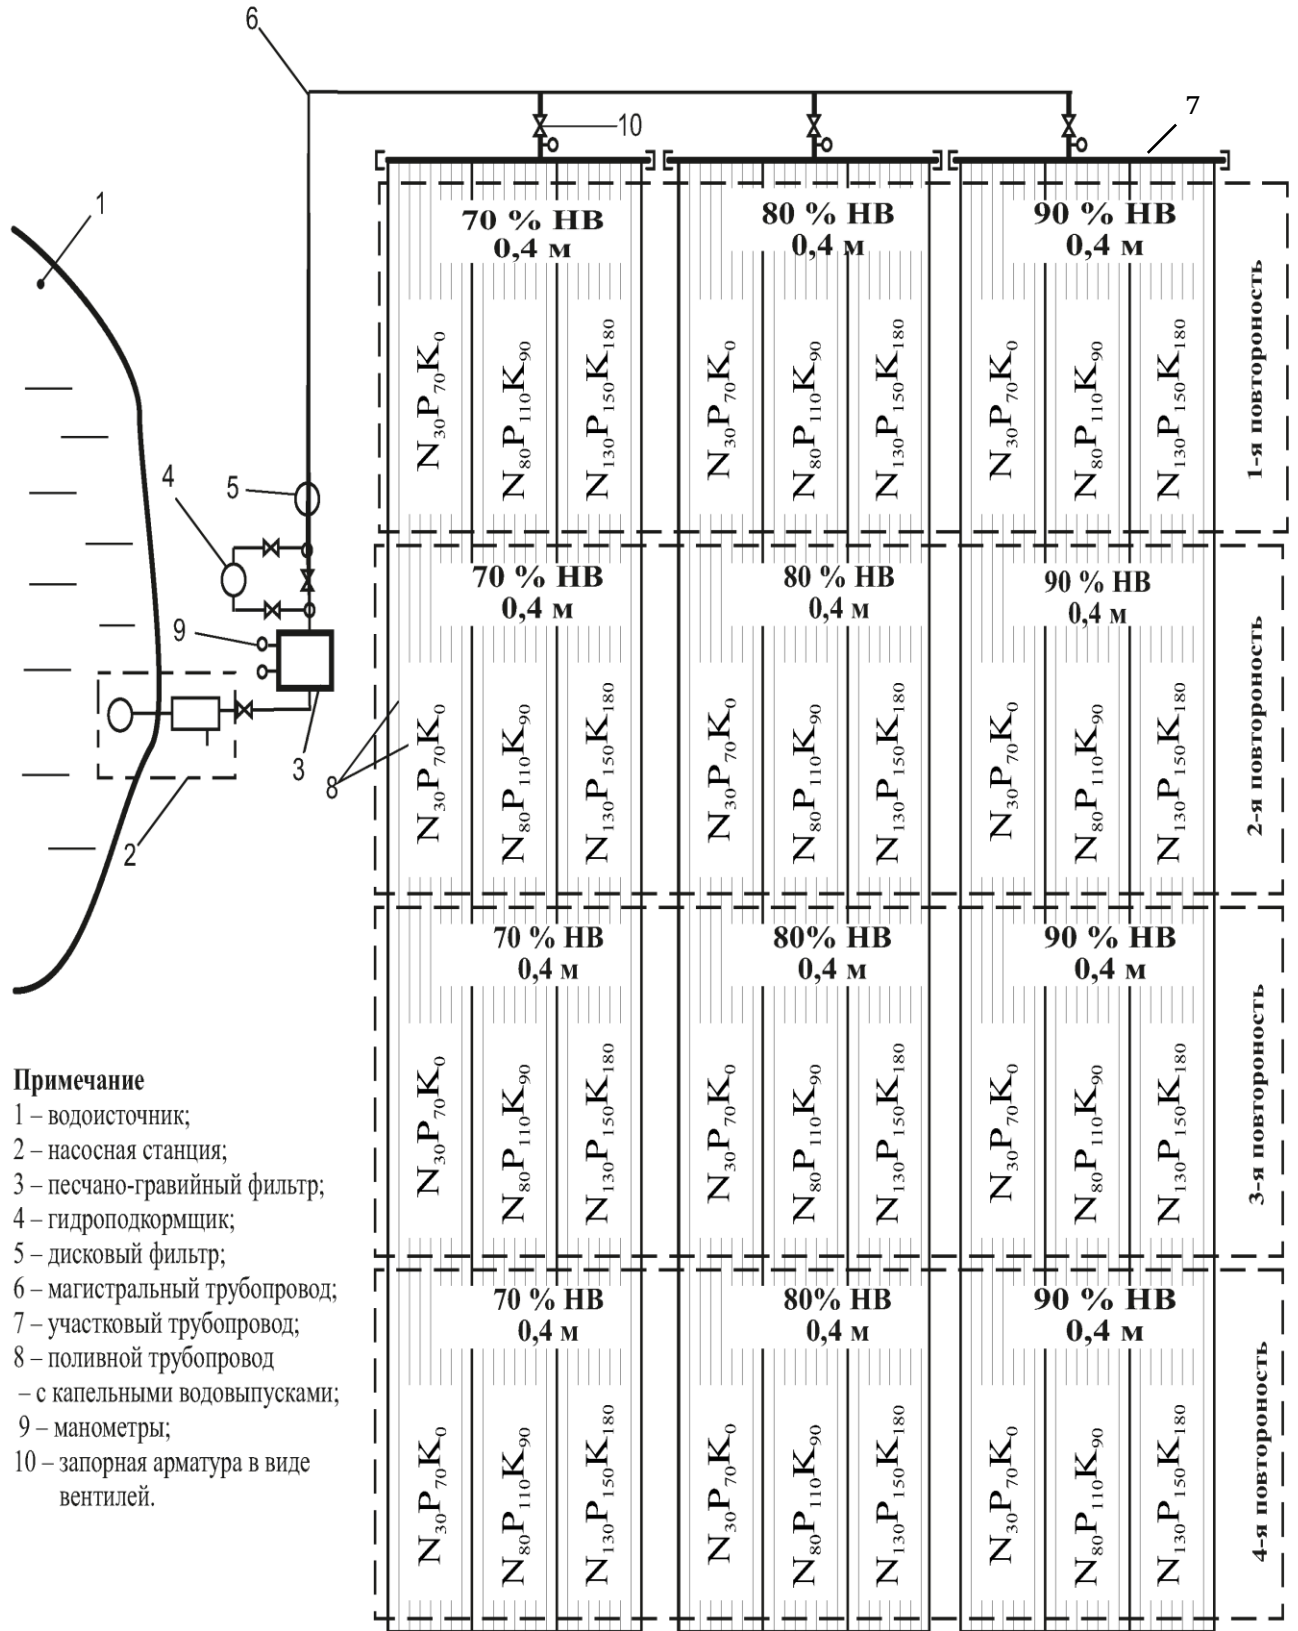 6
10
7
1
70 % НВ
0,4 м
80 % НВ
0,4 м
90 % НВ
0,4 м
N30P70K0
N80P110K90
N130P150K180
N30P70K0
N80P110K90
N130P150K180
N30P70K0
N80P110K90
N130P150K180
1-я повтороность
4
5
9
3
2
8
70 % НВ
0,4 м
80 % НВ
0,4 м
90 % НВ
0,4 м
N30P70K0
N80P110K90
N130P150K180
N30P70K0
N80P110K90
N130P150K180
N30P70K0
N80P110K90
N130P150K180
2-я повтороность
70 % НВ
0,4 м
80% НВ
0,4 м
90 % НВ
0,4 м
N30P70K0
N80P110K90
N130P150K180
N30P70K0
N80P110K90
N130P150K180
N30P70K0
N80P110K90
N130P150K180
3-я повтороность
70 % НВ
0,4 м
80% НВ
0,4 м
90 % НВ
0,4 м
N30P70K0
N80P110K90
N130P150K180
N30P70K0
N80P110K90
N130P150K180
N30P70K0
N80P110K90
N130P150K180
4-я повтороность
Примечание
1 – водоисточник;
2 – насосная станция;
3 – песчано-гравийный фильтр;
4 – гидроподкормщик;
5 – дисковый фильтр;
6 – магистральный трубопровод;
7 – участковый трубопровод;
8 – поливной трубопровод
– с капельными водовыпусками;
9 – манометры;
10 – запорная арматура в виде
вентилей.